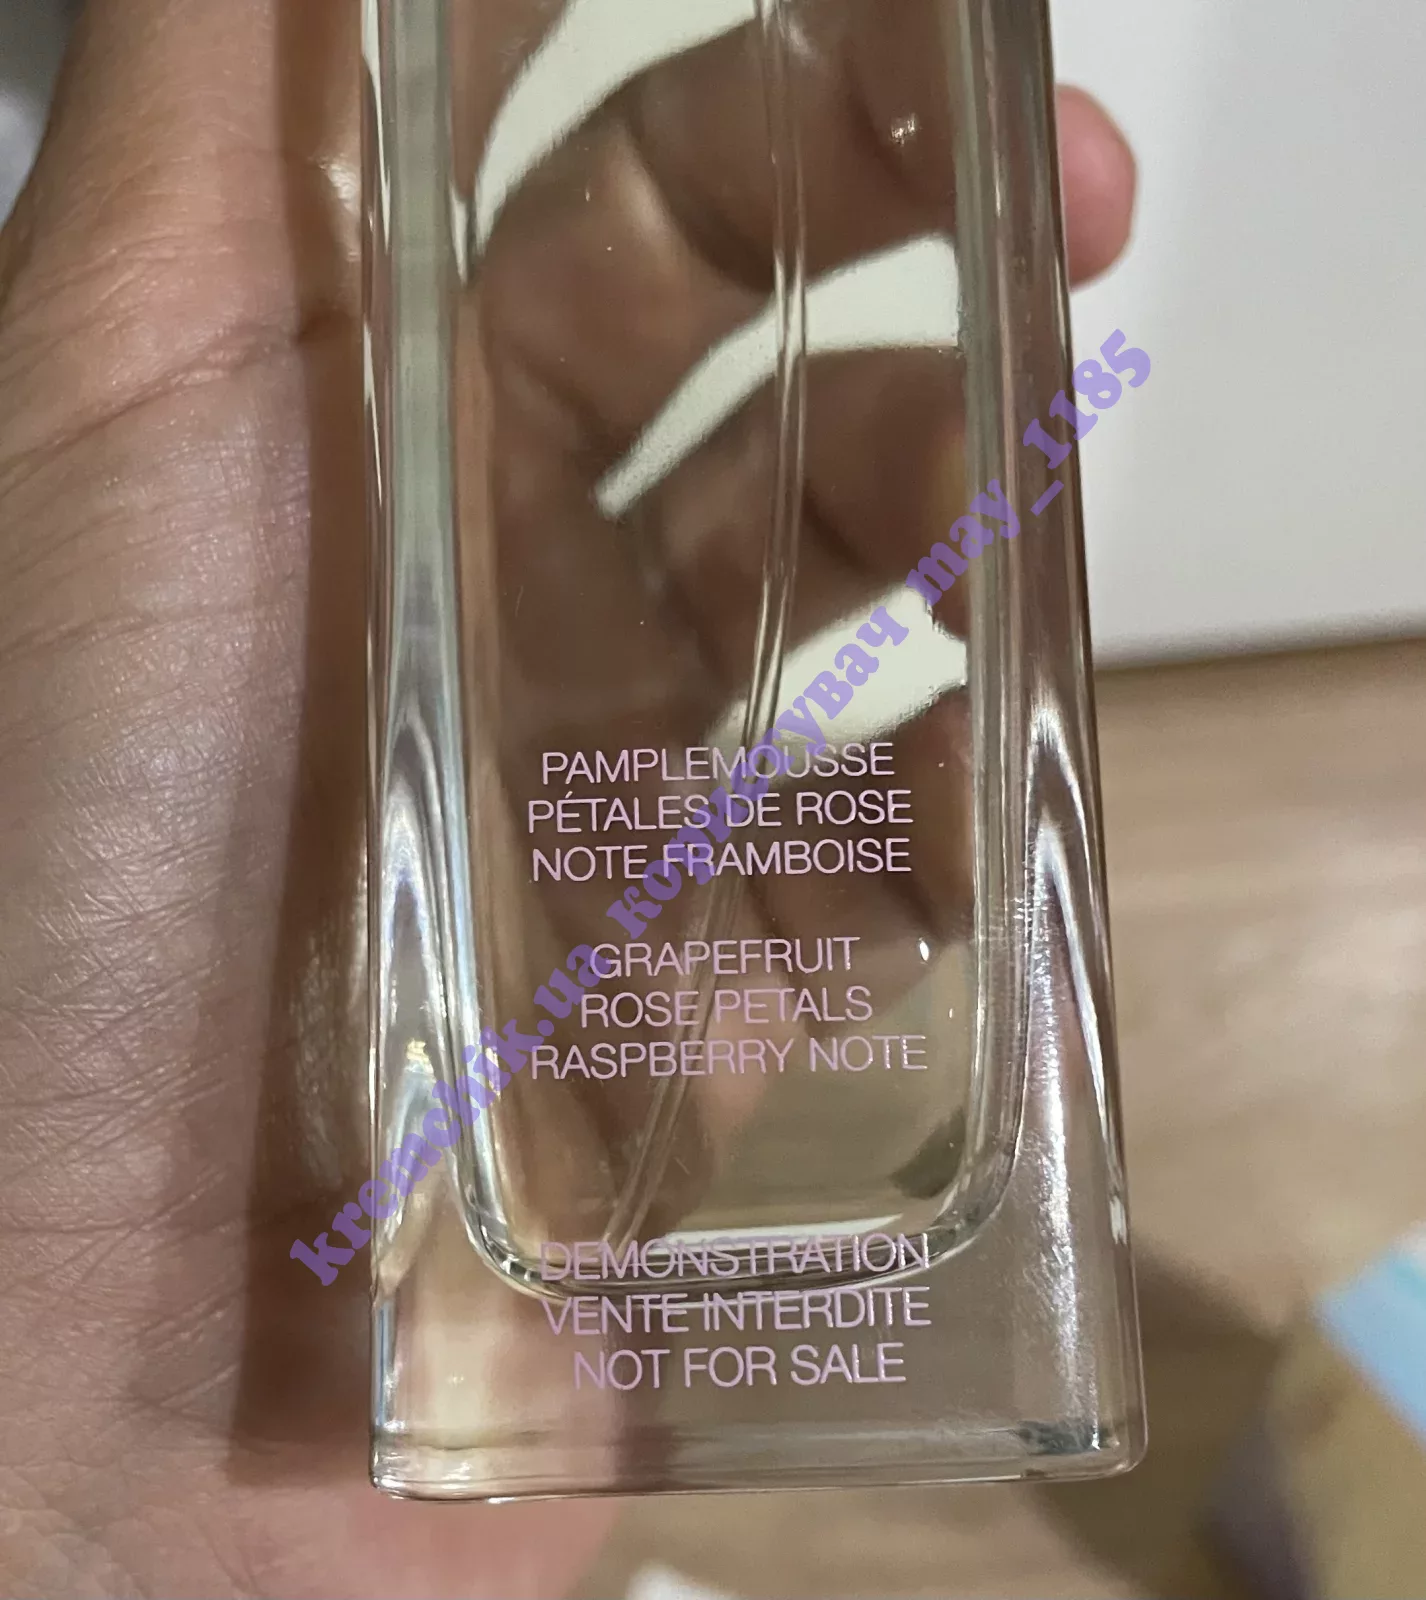 PAMPLEMOUSSE
PÉTALES DE ROSE
NOTE FRAMBOISE
GRAPEFRUIT
ROSE PETALS
RASPBERRY NOTE
DEMONSTRATION
VENTE INTERDITE
NOT FOR SALE
kremchik.ua користувач may_1185